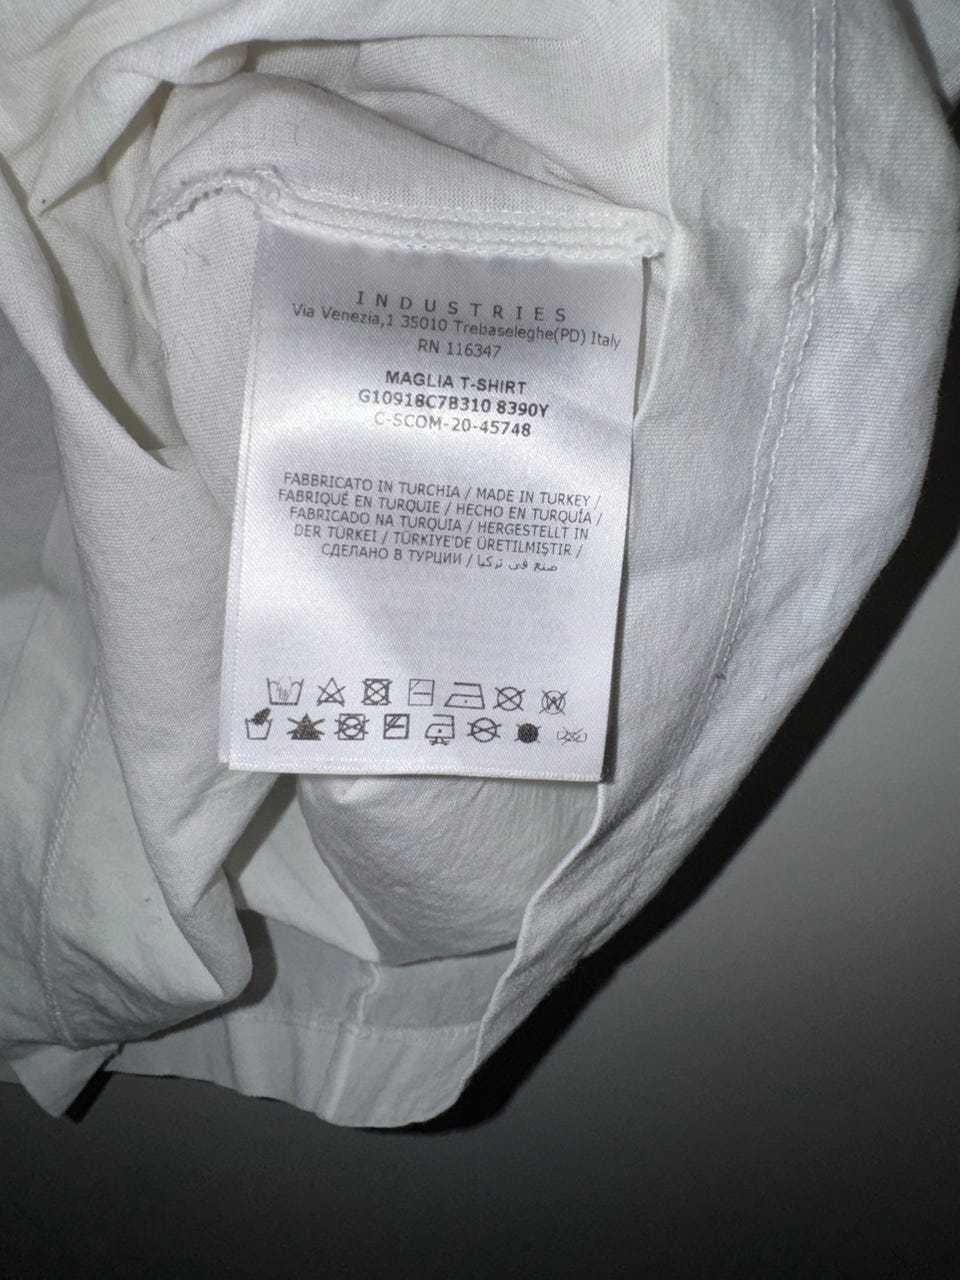 INDUSTRIES
Via Venezia,1 35010 Trebaseleghe(PD) Italy
RN 116347
MAGLIA T-SHIRT
G10918C7B310 8390Y
C-SCOM-20-45748
FABBRICATO IN TURCHIA / MADE IN TURKEY /
FABRIQUÉ EN TURQUIE / HECHO EN TURQUÍA /
FABRICADO NA TURQUIA / HERGESTELLT IN
DER TÜRKEI / TÜRKIYE'DE ÜRETILMIŞTIR /
СДЕЛАНО В ТУРЦИИ / صنع في تركيا